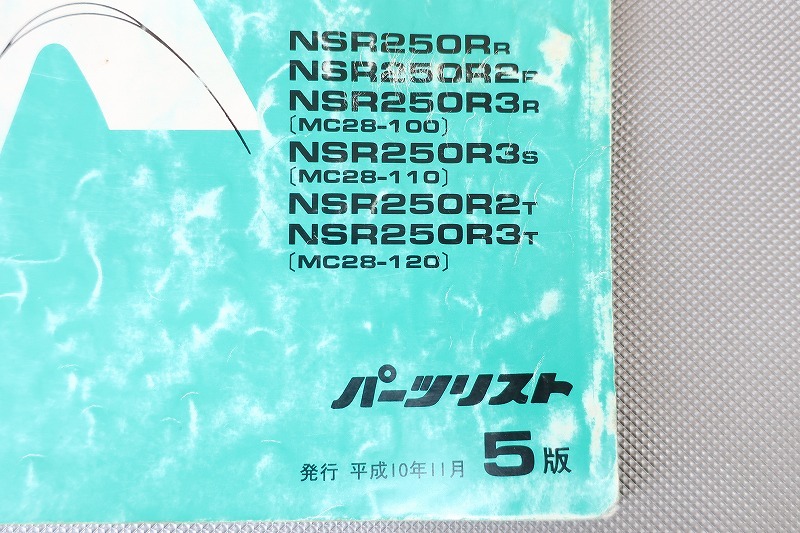 NSR250RR
NSR250R2R
NSR250R3R
〔MC28-100〕
NSR250R3S
〔MC28-110〕
NSR250R2T
NSR250R3T
〔MC28-120〕
パーツリスト
発行 平成10年11月 5版